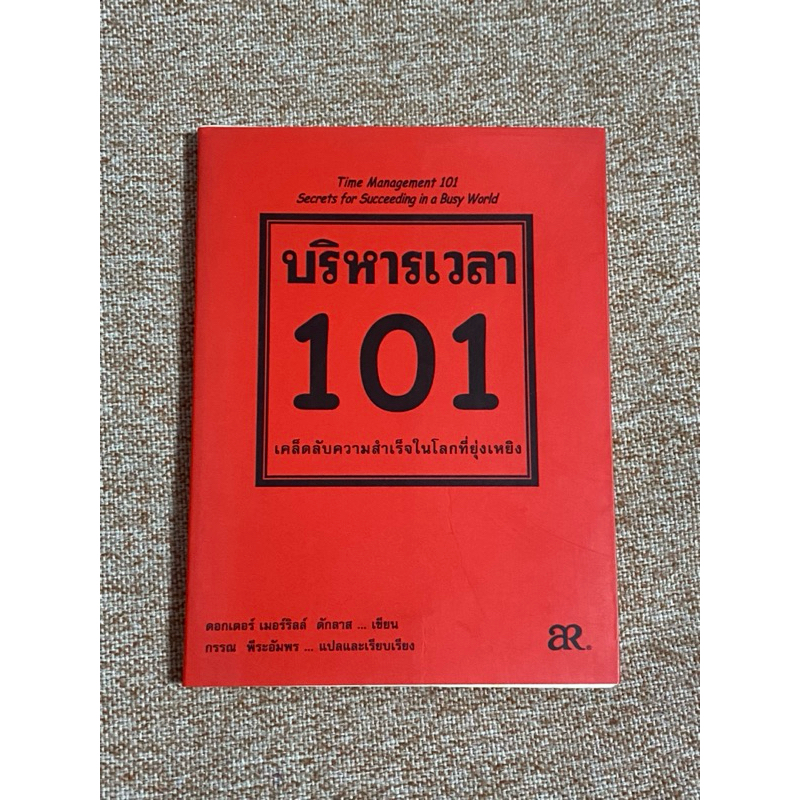 Time Management 101
Secrets for Succeeding in a Busy World
บริหารเวลา
101
เคล็ดลับความสำเร็จในโลกที่ยุ่งเหยิง
ดอกเตอร์ เมอร์ริลล์ ดักลาส ... เขียน
กรรณ พีระอัมพร ... แปลและเรียบเรียง
aR®